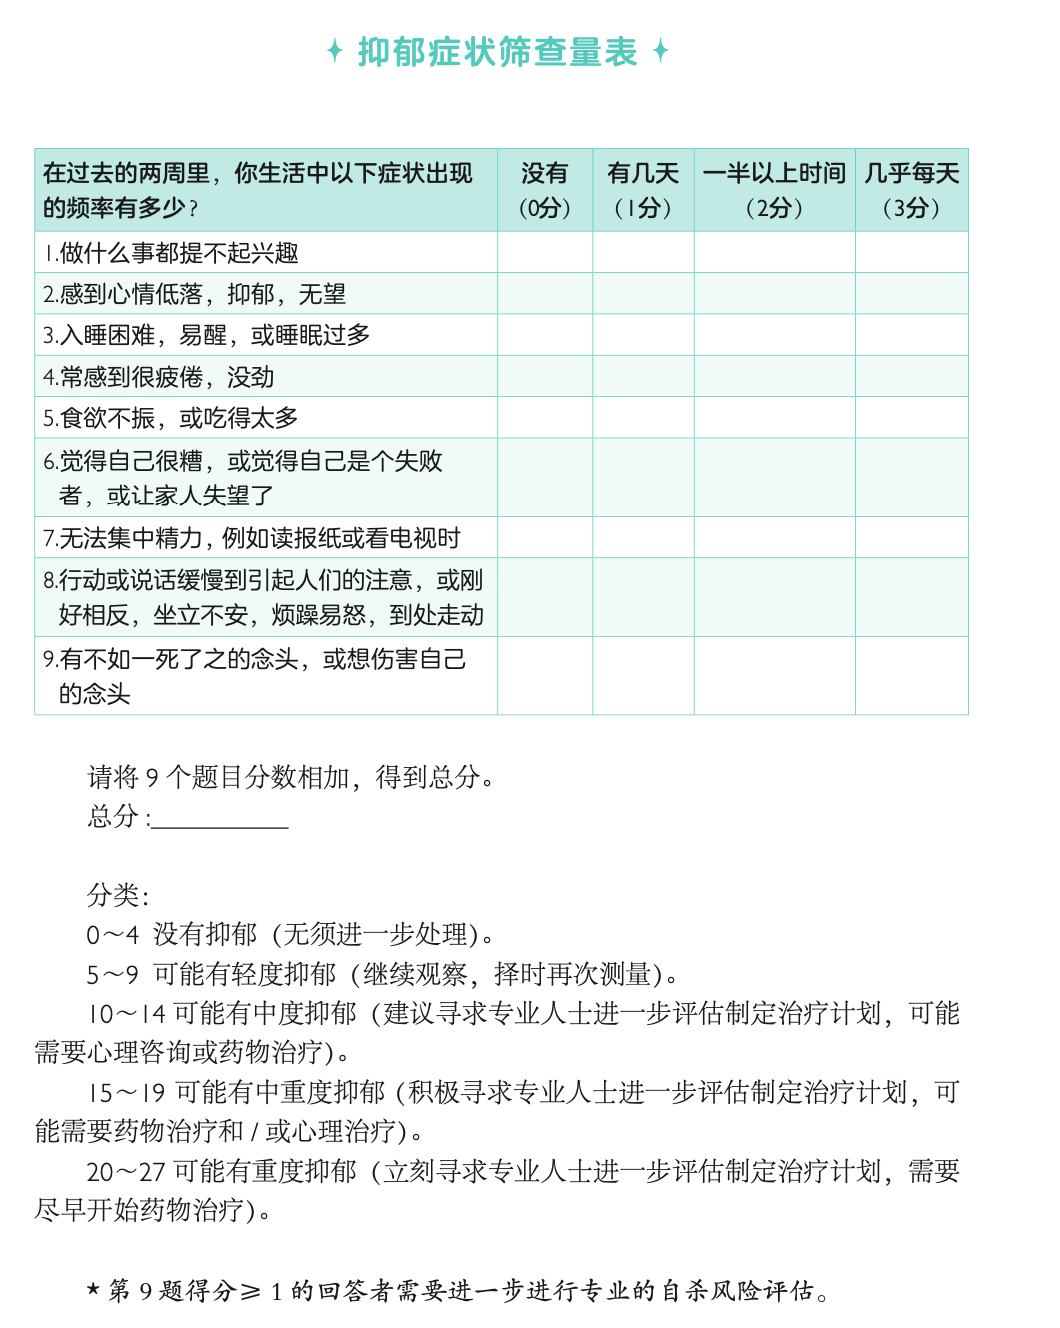 抑郁症状筛查量表
在过去的两周里，你生活中以下症状出现 没有 有几天 一半以上时间 几乎每天
的频率有多少? （0分） （1分） （2分） （3分）
1.做什么事都提不起兴趣
2.感到心情低落，抑郁，无望
3.入睡困难，易醒，或睡眠过多
4.常感到很疲倦，没劲
5.食欲不振，或吃得太多
6.觉得自己很糟，或觉得自己是个失败
者，或让家人失望了
7.无法集中精力，例如读报纸或看电视时
8.行动或说话缓慢到引起人们的注意，或刚
好相反，坐立不安，烦躁易怒，到处走动
9.有不如一死了之的念头，或想伤害自己
的念头
请将 9 个题目分数相加，得到总分。
总分：__________
分类：
0～4 没有抑郁（无须进一步处理）。
5～9 可能有轻度抑郁（继续观察，择时再次测量）。
10～14 可能有中度抑郁（建议寻求专业人士进一步评估制定治疗计划，可能
需要心理咨询或药物治疗）。
15～19 可能有中重度抑郁（积极寻求专业人士进一步评估制定治疗计划，可
能需要药物治疗和 / 或心理治疗）。
20～27 可能有重度抑郁（立刻寻求专业人士进一步评估制定治疗计划，需要
尽早开始药物治疗）。
★ 第 9 题得分≥ 1 的回答者需要进一步进行专业的自杀风险评估。